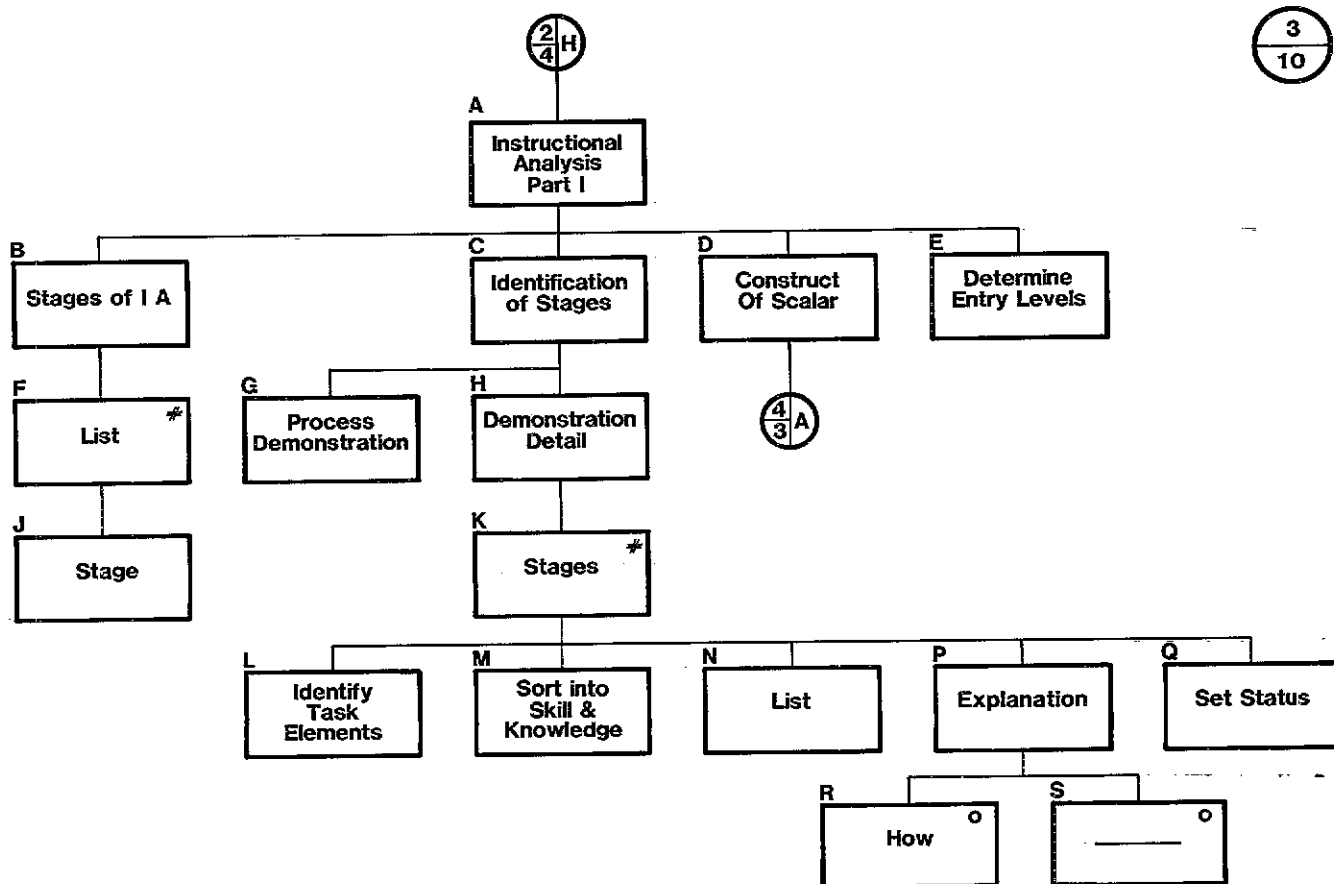 2
4
H
3
10
A
Instructional
Analysis
Part I
B
Stages of I A
C
Identification
of Stages
D
Construct
Of Scalar
E
Determine
Entry Levels
F
List
#
G
Process
Demonstration
H
Demonstration
Detail
4
3
A
J
Stage
K
Stages
#
L
Identify
Task
Elements
M
Sort into
Skill &
Knowledge
N
List
P
Explanation
Q
Set Status
R
How
O
S
O